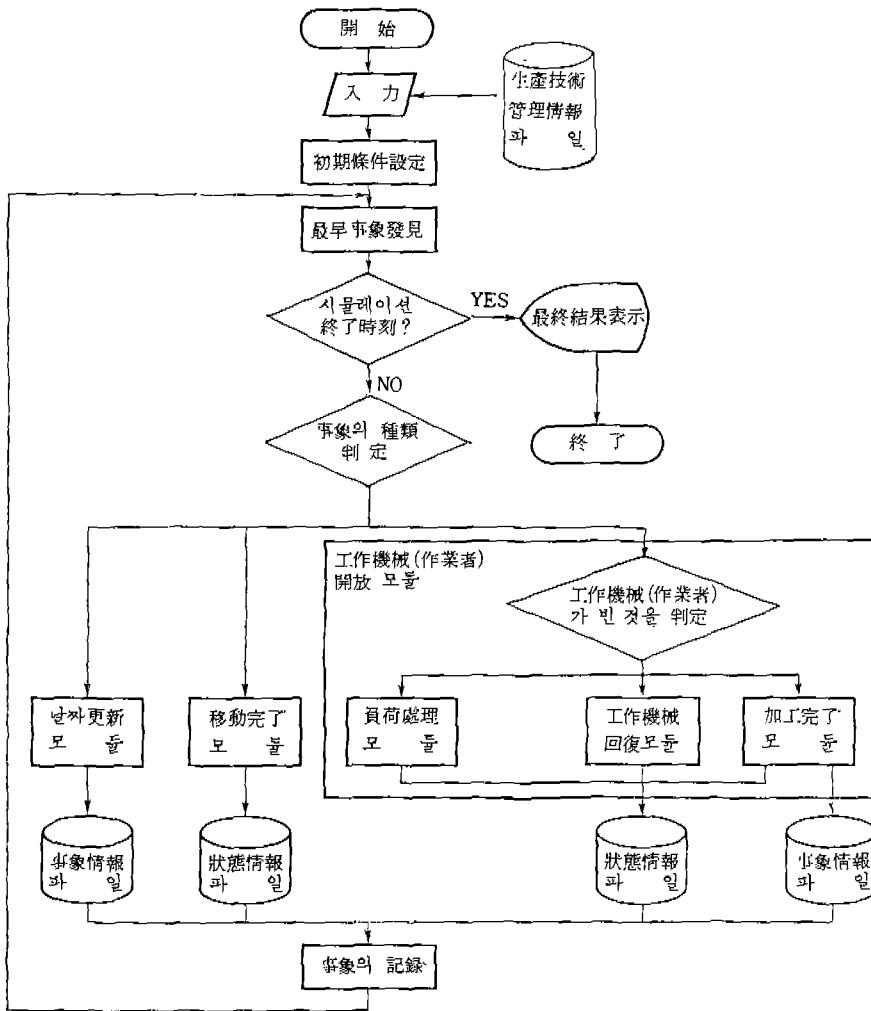 開 始
入 力
生產技術
管理情報
파 일
初期條件設定
最早事象發見
시뮬레이션
終了時刻?
YES
最終結果表示
NO
終 了
事象의 種類
判 定
工作機械(作業者)
開放 모듈
工作機械(作業者)
가 빈 것을 判定
날짜更新
모 듈
移動完了
모 듈
負荷處理
모 듈
工作機械
回復모듈
加工完了
모 듈
事象情報
파 일
狀態情報
파 일
狀態情報
파 일
事象情報
파 일
事象의 記録